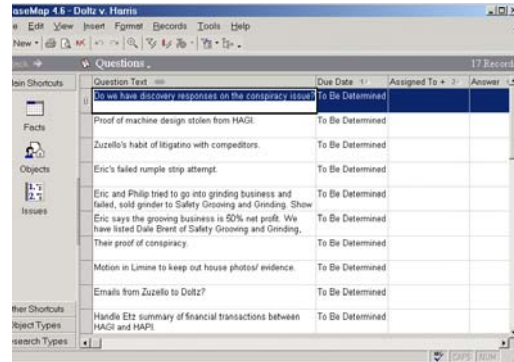 aseMap 4.6 - Doltz v. Harris
e Edit View Insert Format Records Tools Help
New
Questions
17 Record
ain Shortcuts
Question Text Due Date Assigned To + Answer
Facts
Objects
Issues
Do we have discovery responses on the conspiracy issue? To Be Determined
Proof of machine design stolen from HAGI. To Be Determined
Zuzello's habit of litigatino with compeditors. To Be Determined
Eric's failed rumple strip attempt. To Be Determined
Eric and Philip tried to go into grinding business and To Be Determined
failed, sold grinder to Safety Grooving and Grinding. Show
Eric says the grooving business is 50% net profit. We To Be Determined
have listed Dale Brent of Safety Grooving and Grinding,
Their proof of conspiracy. To Be Determined
Motion in Limine to keep out house photos/ evidence. To Be Determined
Emails from Zuzello to Doltz? To Be Determined
Handle Etz summary of financial transactions between To Be Determined
HAGI and HAPI.
ther Shortcuts
bject Types
esearch Types
CAPS NUM